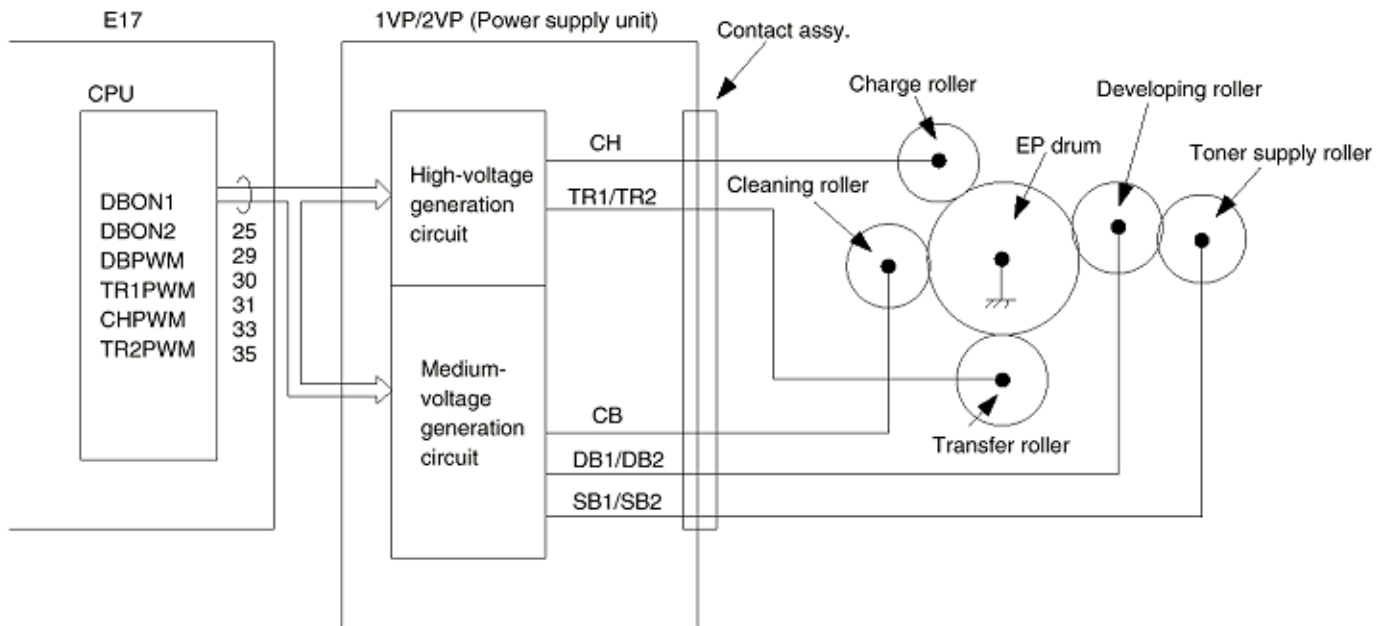 E17
1VP/2VP (Power supply unit)
Contact assy.
CPU
DBON1
DBON2
DBPWM
TR1PWM
CHPWM
TR2PWM
25
29
30
31
33
35
High-voltage
generation
circuit
Medium-
voltage
generation
circuit
CH
TR1/TR2
CB
DB1/DB2
SB1/SB2
Charge roller
Developing roller
EP drum
Toner supply roller
Cleaning roller
Transfer roller